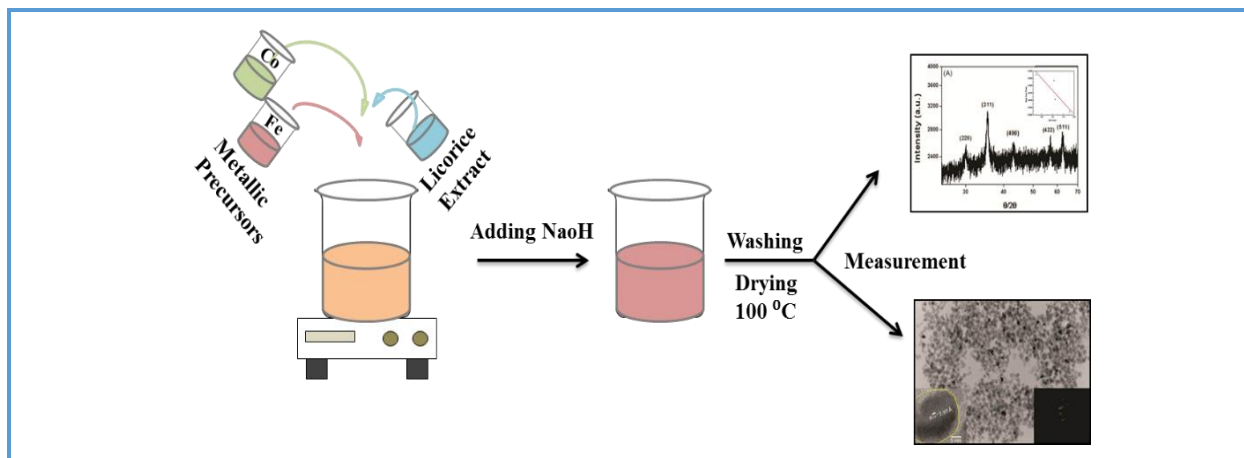 Co
Fe
Metallic
Precursors
Licorice
Extract
Adding NaoH
Washing
Drying
100 ⁰C
Measurement
(A)
Intensity (a.u.)
4000
3200
2800
2400
(220)
(311)
(400)
(422)
(511)
30
40
50
60
70
θ/2θ